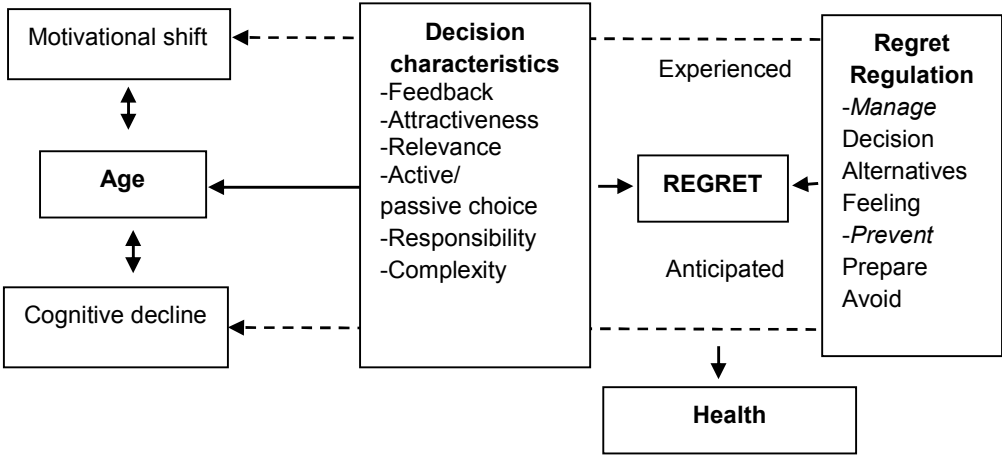 Motivational shift
Age
Cognitive decline
Decision
characteristics
-Feedback
-Attractiveness
-Relevance
-Active/
passive choice
-Responsibility
-Complexity
Experienced
REGRET
Anticipated
Regret
Regulation
-Manage
Decision
Alternatives
Feeling
-Prevent
Prepare
Avoid
Health